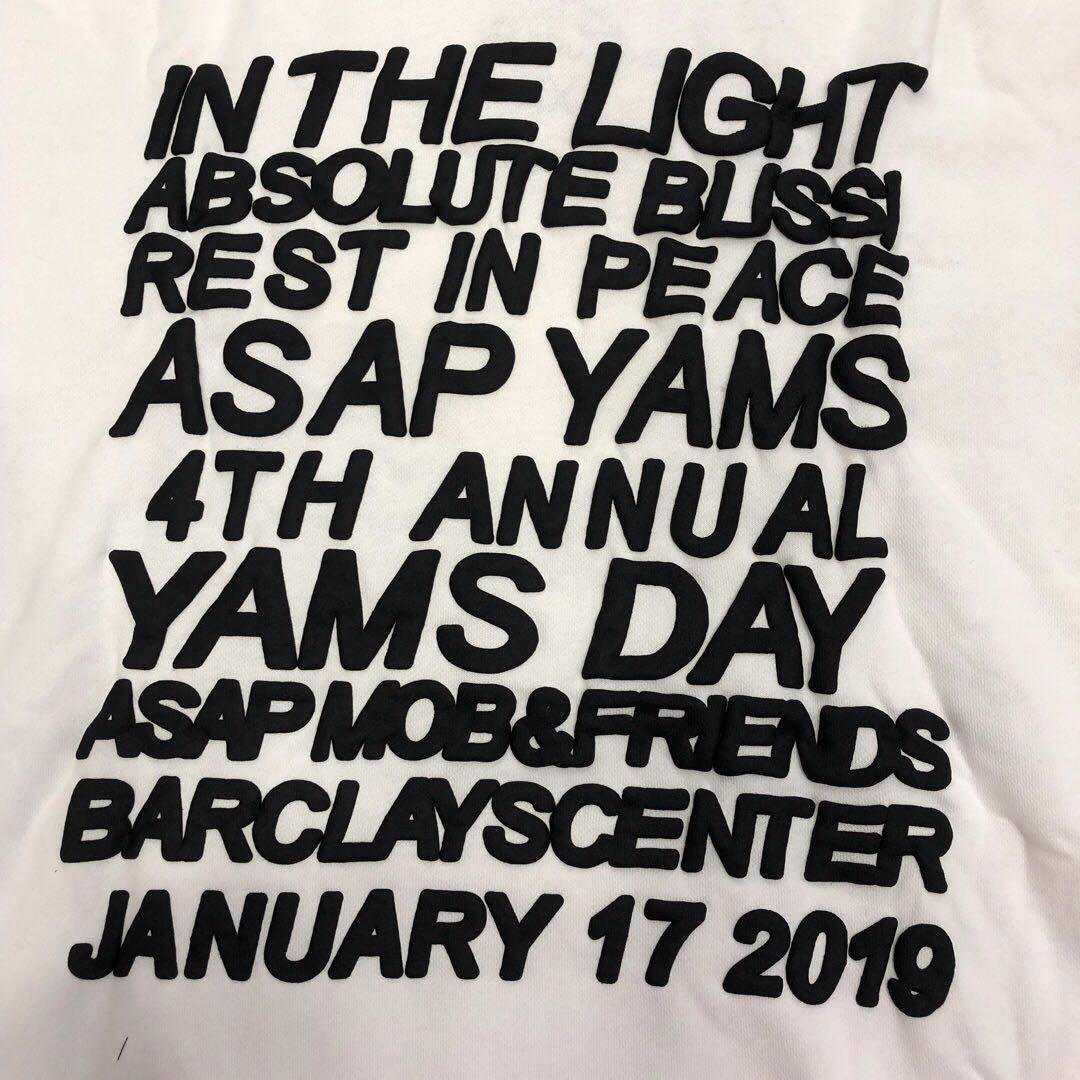 IN THE LIGHT
ABSOLUTE BLISS!
REST IN PEACE
ASAP YAMS
4TH ANNUAL
YAMS DAY
ASAP MOB&FRIENDS
BARCLAYSCENTER
JANUARY 17 2019